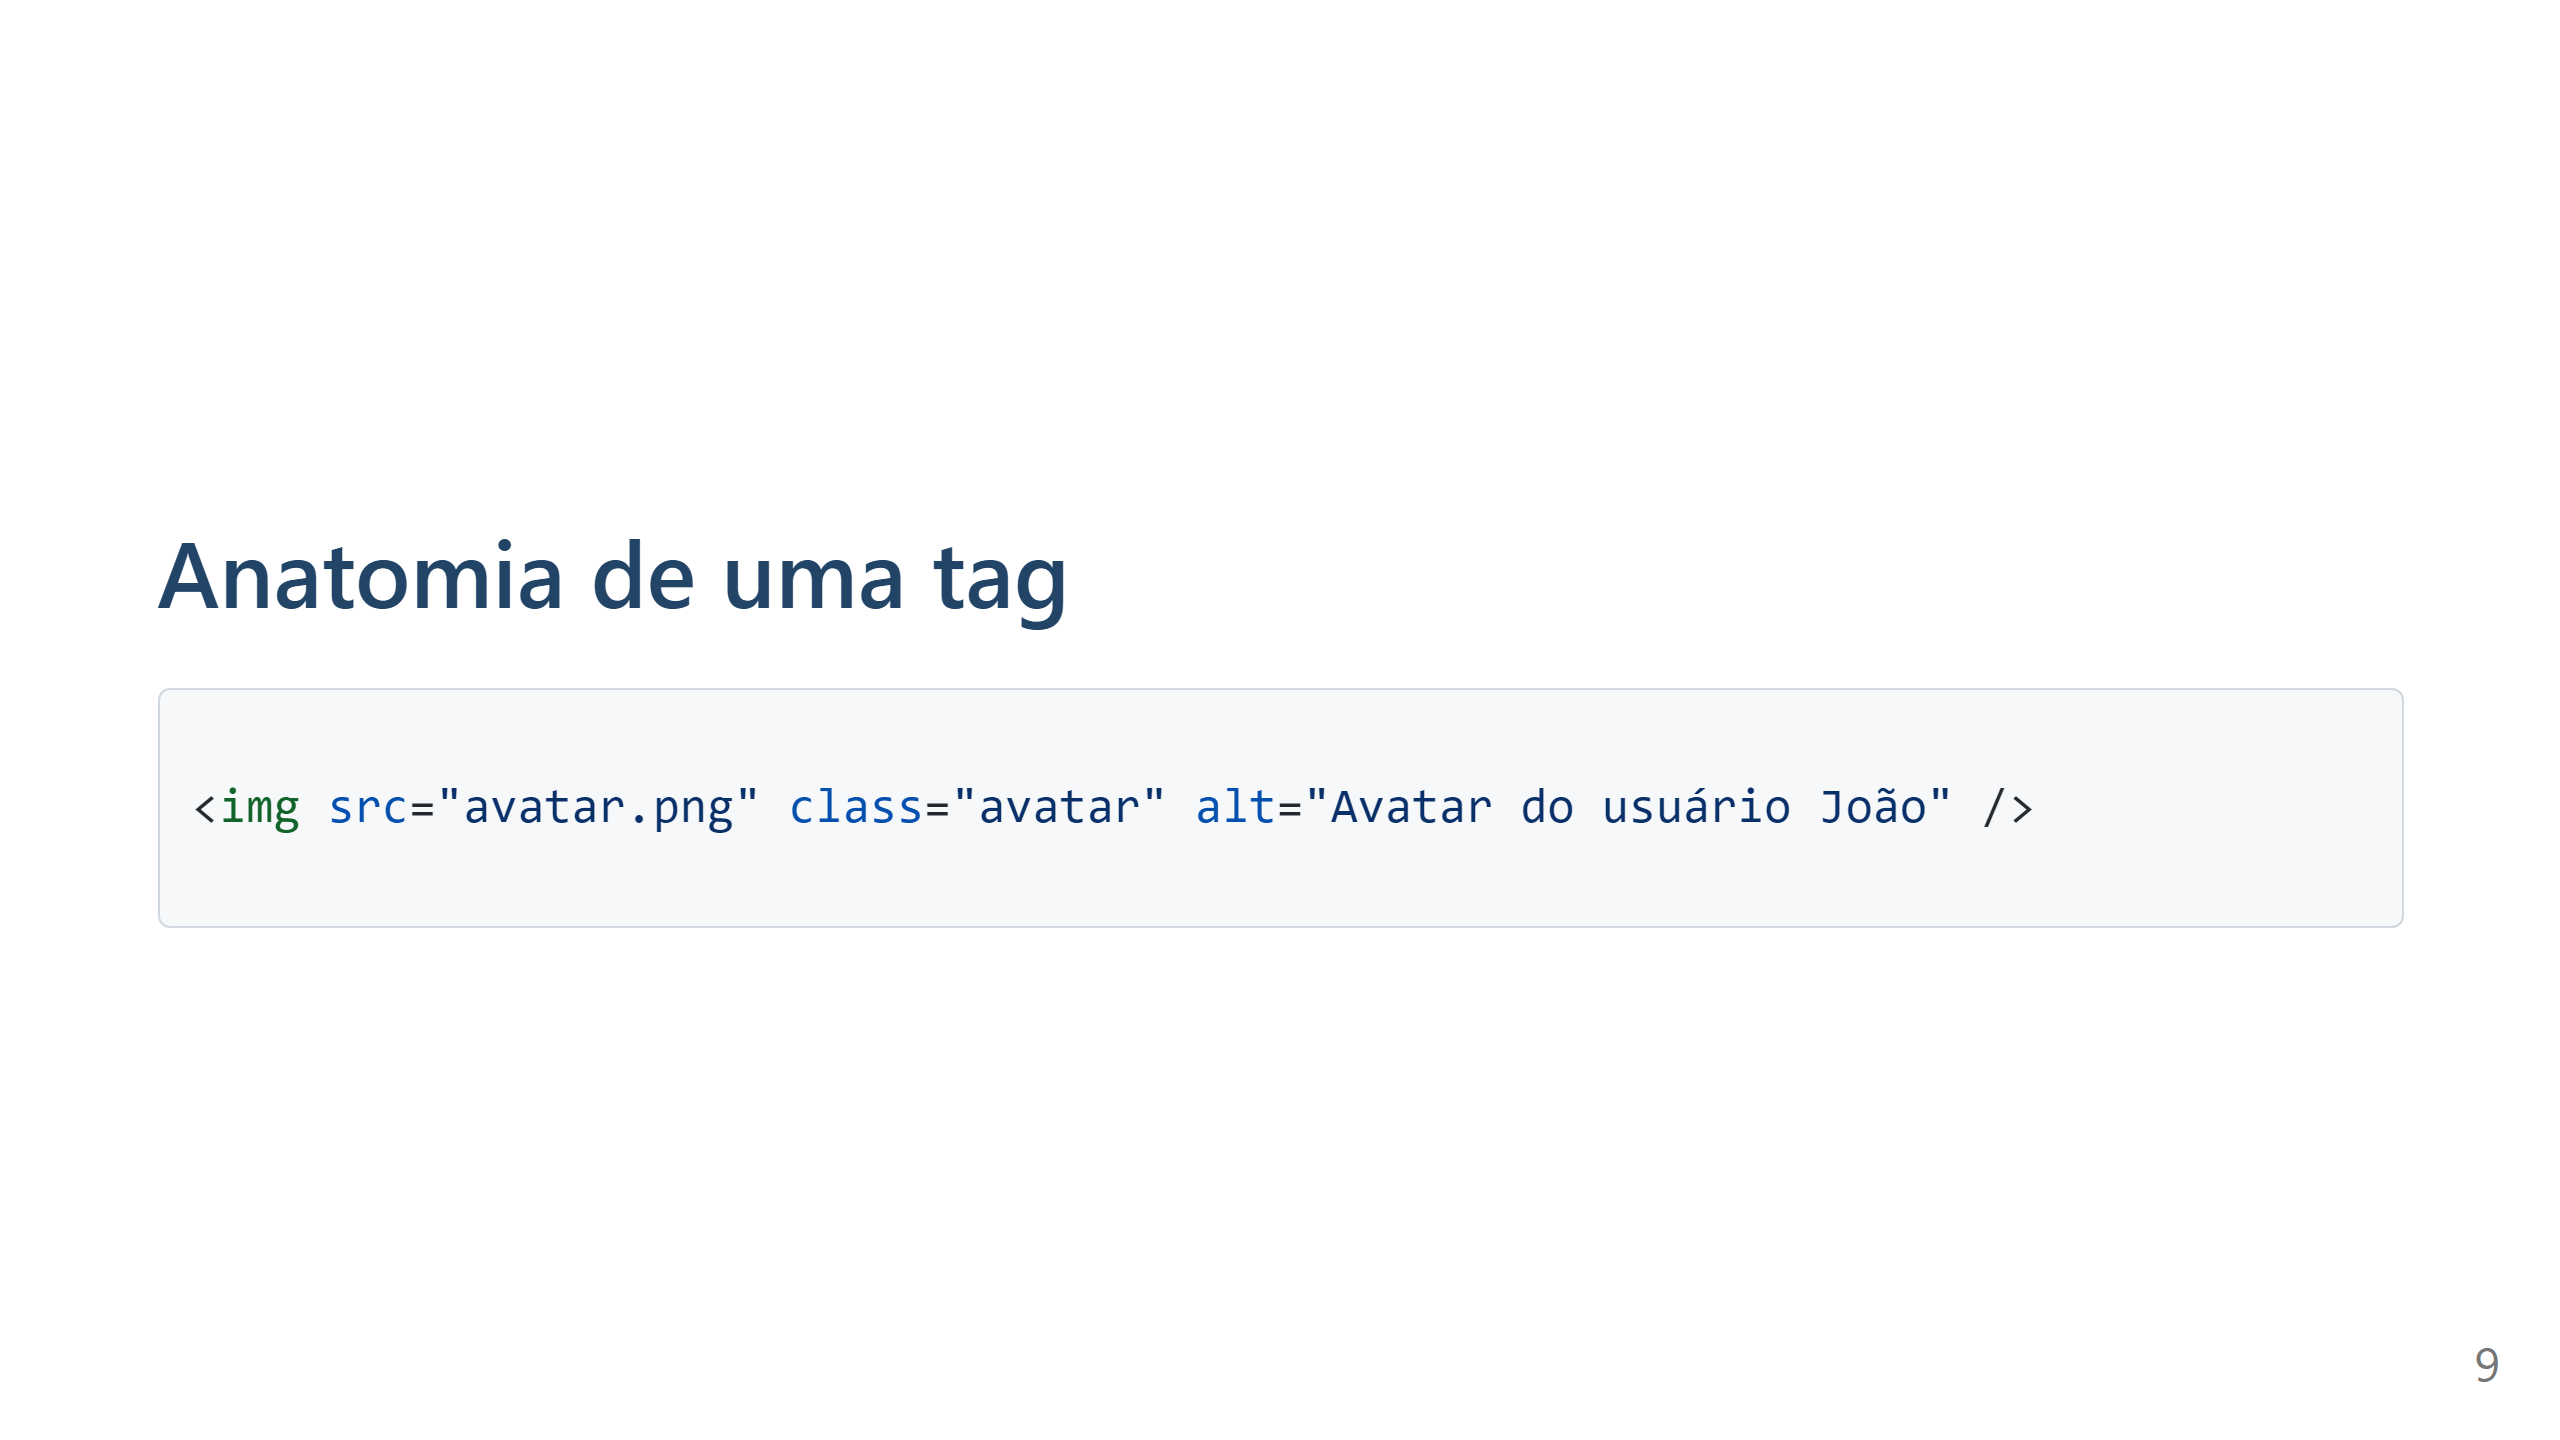 Anatomia de uma tag
<img src="avatar.png" class="avatar" alt="Avatar do usuário João" />
9